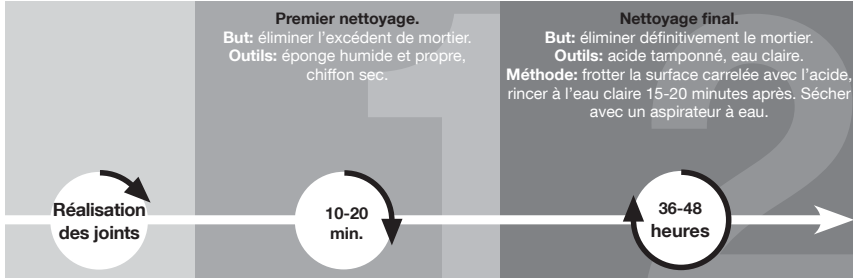 Premier nettoyage.
But: éliminer l'excédent de mortier.
Outils: éponge humide et propre,
chiffon sec.
1
Nettoyage final.
But: éliminer définitivement le mortier.
Outils: acide tamponné, eau claire.
Méthode: frotter la surface carrelée avec l'acide,
rincer à l'eau claire 15-20 minutes après. Sécher
avec un aspirateur à eau.
2
Réalisation
des joints
10-20
min.
36-48
heures